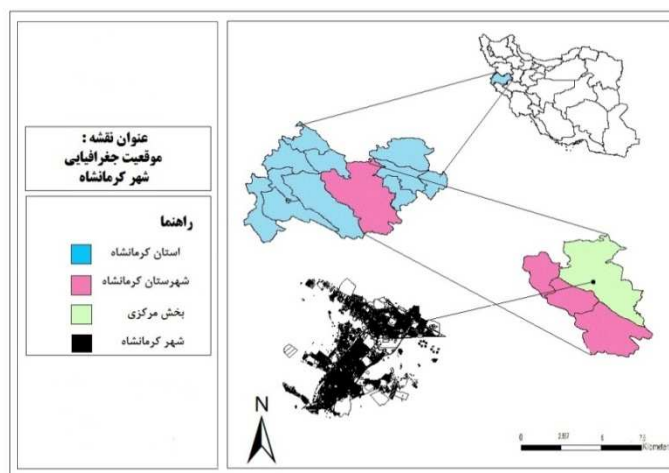 عنوان نقشه :
موقعیت جغرافیایی
شهر کرمانشاه
راهنما
استان کرمانشاه
شهرستان کرمانشاه
بخش مرکزی
شهر کرمانشاه
N
0